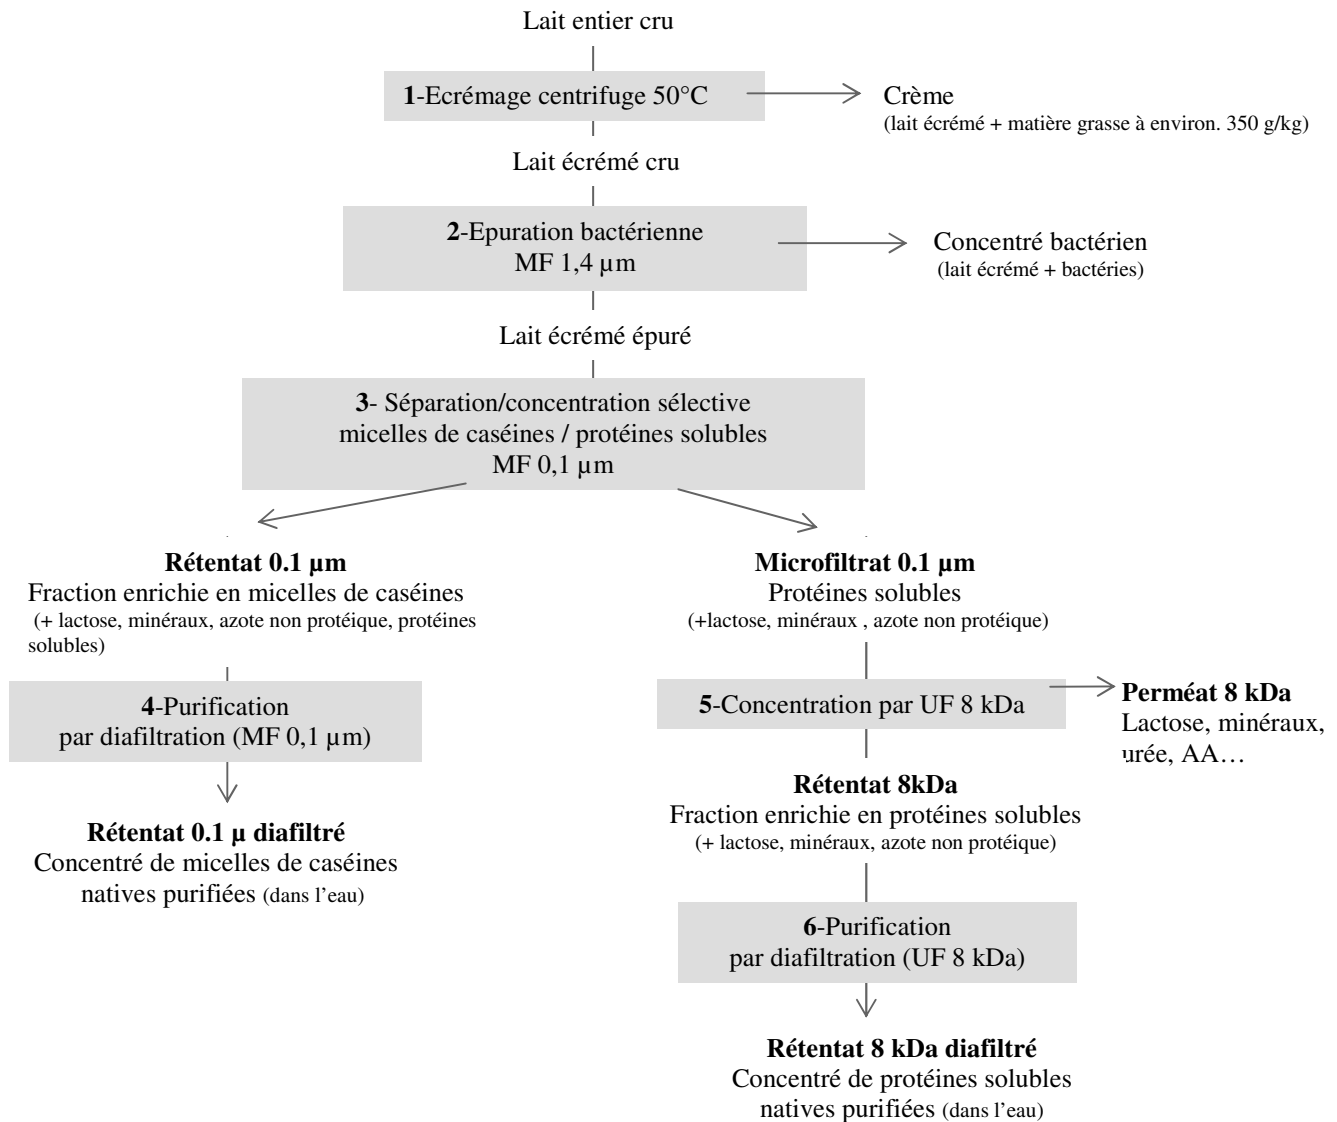 Lait entier cru
1-Ecrémage centrifuge 50°C
Crème
(lait écrémé + matière grasse à environ. 350 g/kg)
Lait écrémé cru
2-Epuration bactérienne
MF 1,4 µm
Concentré bactérien
(lait écrémé + bactéries)
Lait écrémé épuré
3- Séparation/concentration sélective
micelles de caséines / protéines solubles
MF 0,1 µm
Rétentat 0.1 µm
Fraction enrichie en micelles de caséines
(+ lactose, minéraux, azote non protéique, protéines
solubles)
4-Purification
par diafiltration (MF 0,1 µm)
Rétentat 0.1 µ diafiltré
Concentré de micelles de caséines
natives purifiées (dans l'eau)
Microfiltrat 0.1 µm
Protéines solubles
(+lactose, minéraux , azote non protéique)
5-Concentration par UF 8 kDa
Perméat 8 kDa
Lactose, minéraux,
urée, AA…
Rétentat 8kDa
Fraction enrichie en protéines solubles
(+ lactose, minéraux, azote non protéique)
6-Purification
par diafiltration (UF 8 kDa)
Rétentat 8 kDa diafiltré
Concentré de protéines solubles
natives purifiées (dans l'eau)